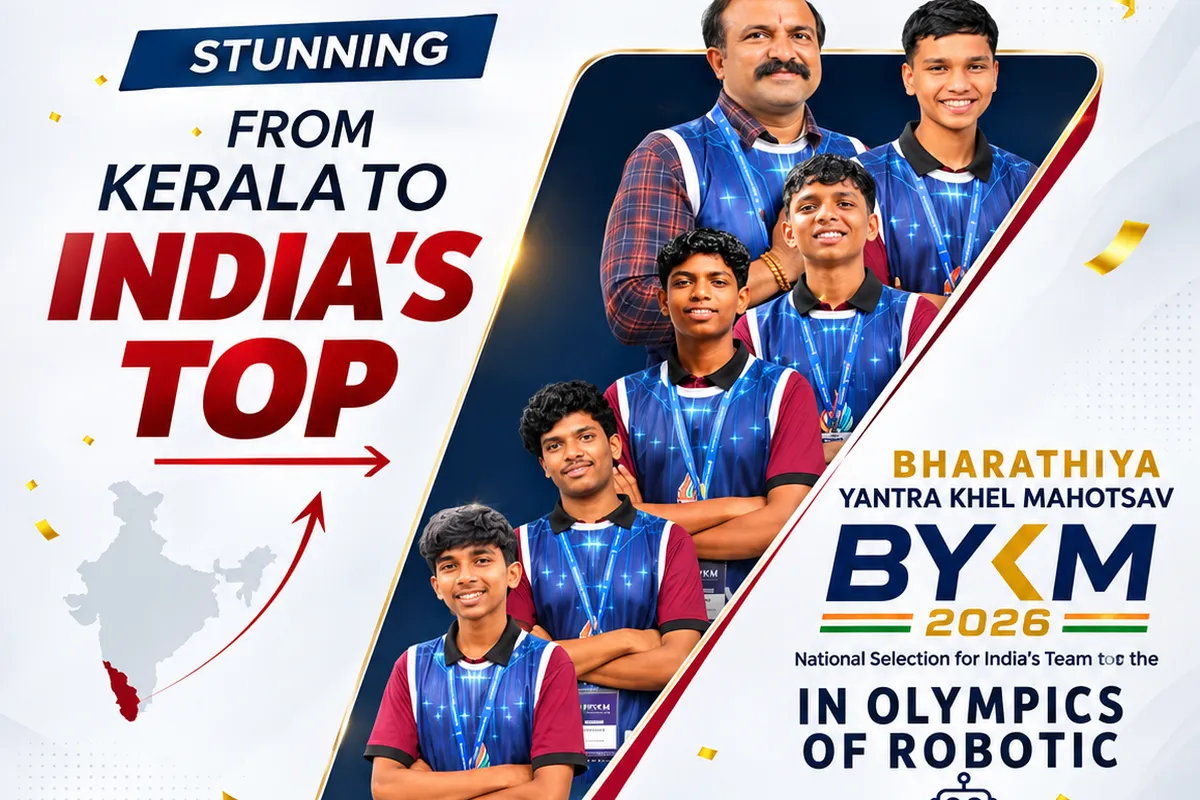 STUNNING
FROM
KERALA TO
INDIA'S
TOP
BHARATHIYA
YANTRA KHEL MAHOTSAV
BYKM
2026
National Selection for India's Team the
IN OLYMPICS
OF ROBOTIC